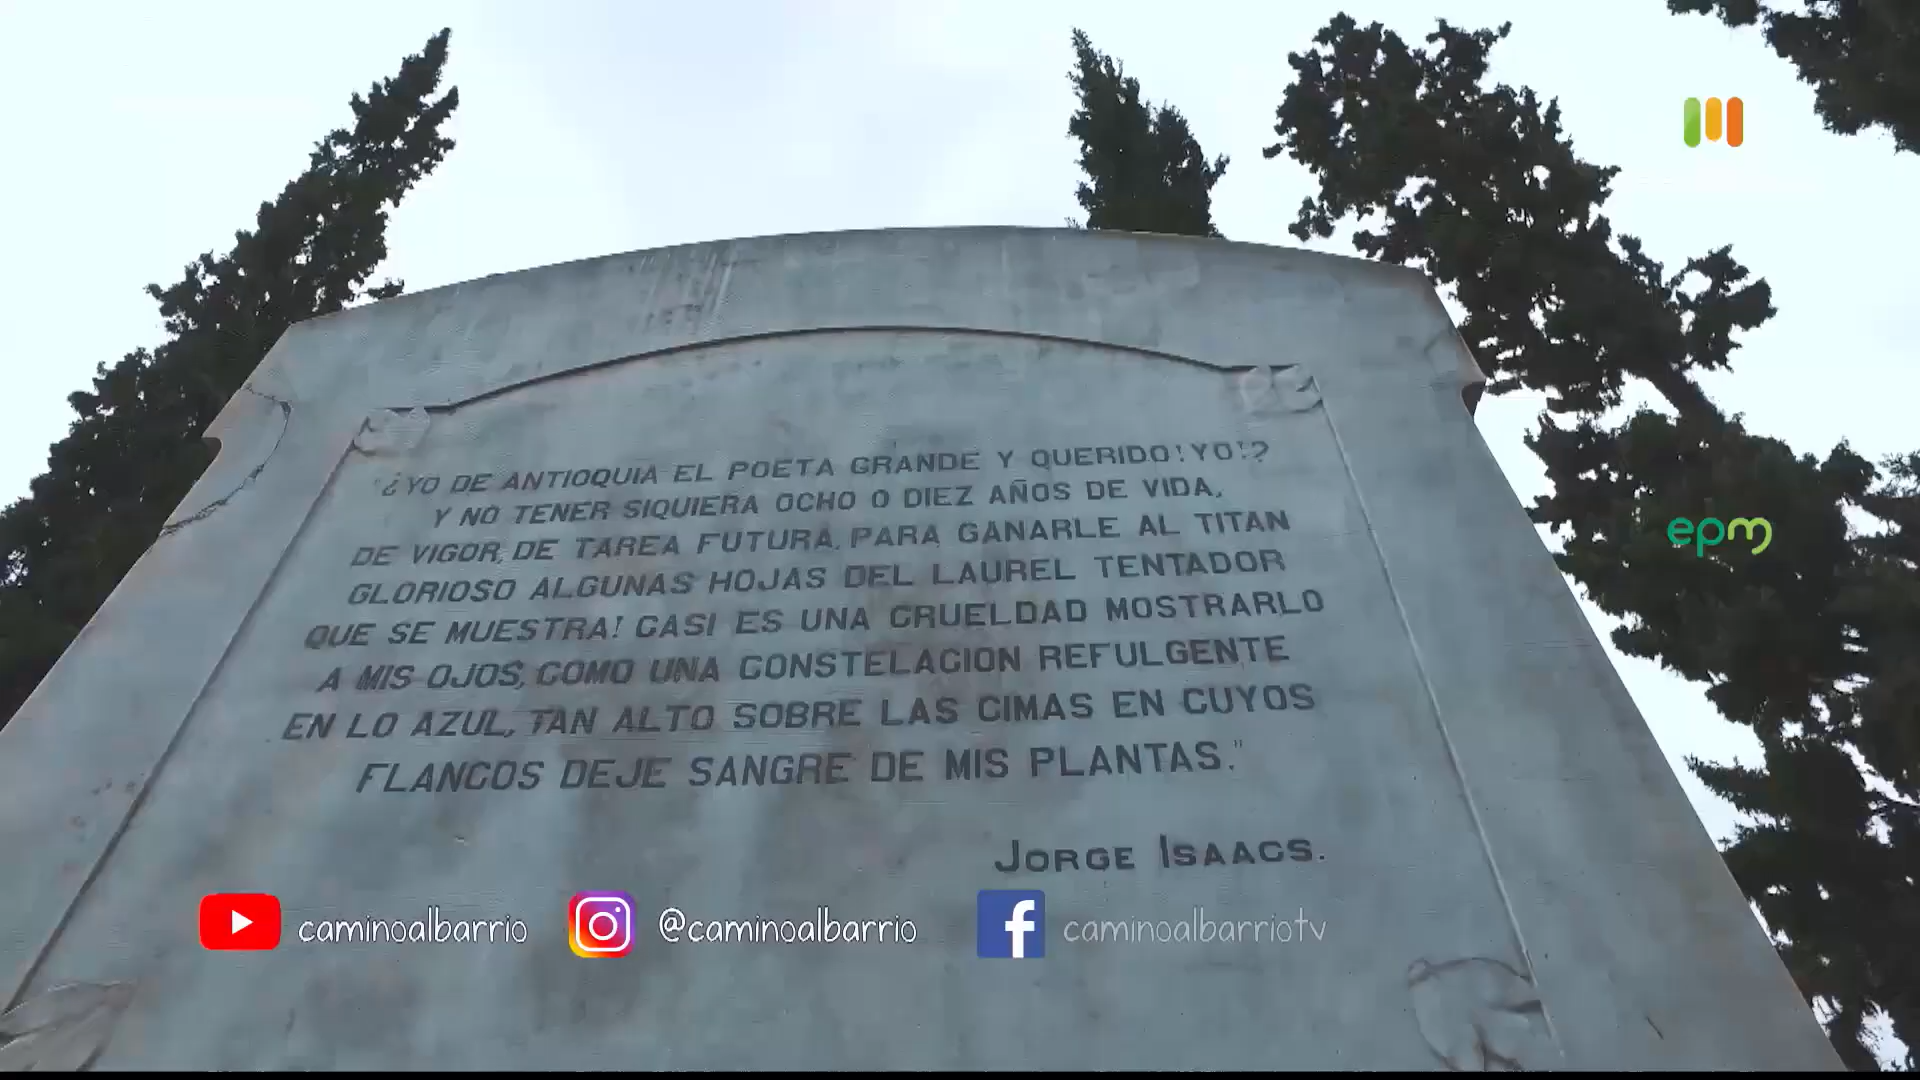 ¿YO DE ANTIOQUIA EL POETA GRANDE Y QUERIDO! YO!?
Y NO TENER SIQUIERA OCHO O DIEZ AÑOS DE VIDA,
DE VIGOR, DE TAREA FUTURA, PARA GANARLE AL TITAN
GLORIOSO ALGUNAS HOJAS DEL LAUREL TENTADOR
QUE SE MUESTRA! CASI ES UNA CRUELDAD MOSTRARLO
A MIS OJOS, COMO UNA CONSTELACION REFULGENTE
EN LO AZUL, TAN ALTO SOBRE LAS CIMAS EN CUYOS
FLANCOS DEJE SANGRE DE MIS PLANTAS."
JORGE ISAACS.
epm
caminoalbarrio @caminoalbarrio caminoalbarriotv